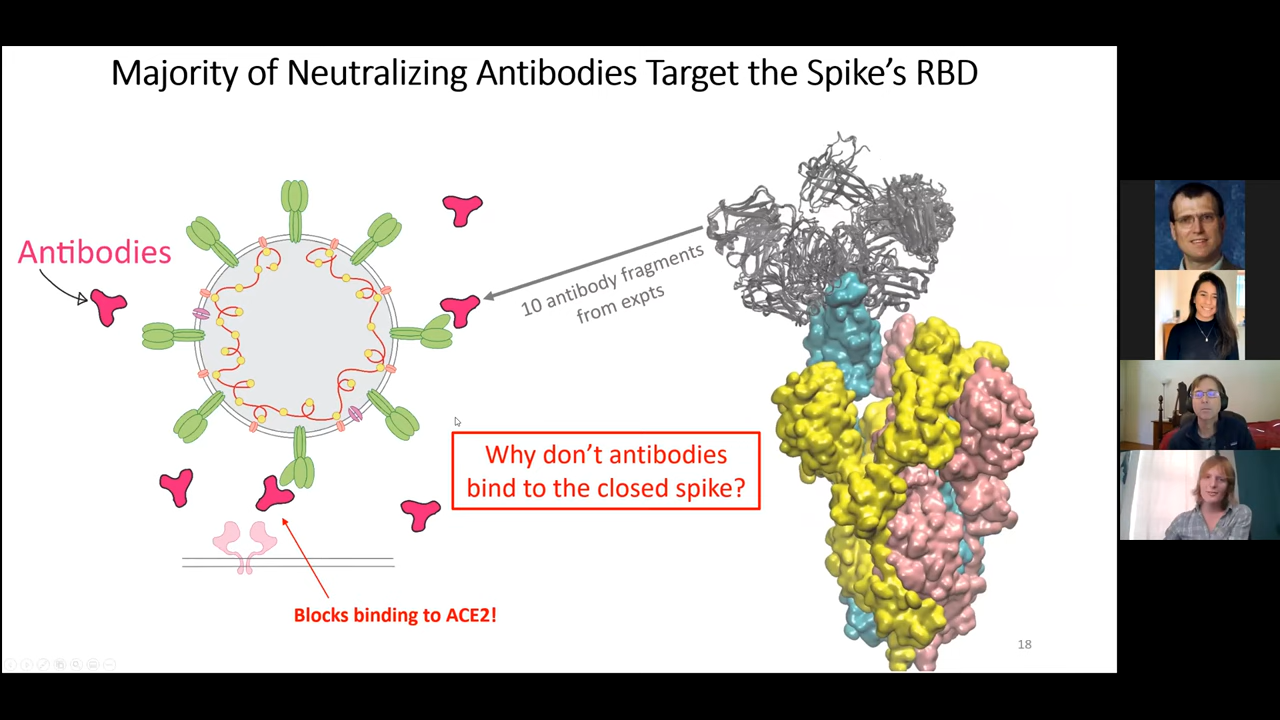 Majority of Neutralizing Antibodies Target the Spike’s RBD
Antibodies
10 antibody fragments
from expts
Why don’t antibodies
bind to the closed spike?
Blocks binding to ACE2!
18